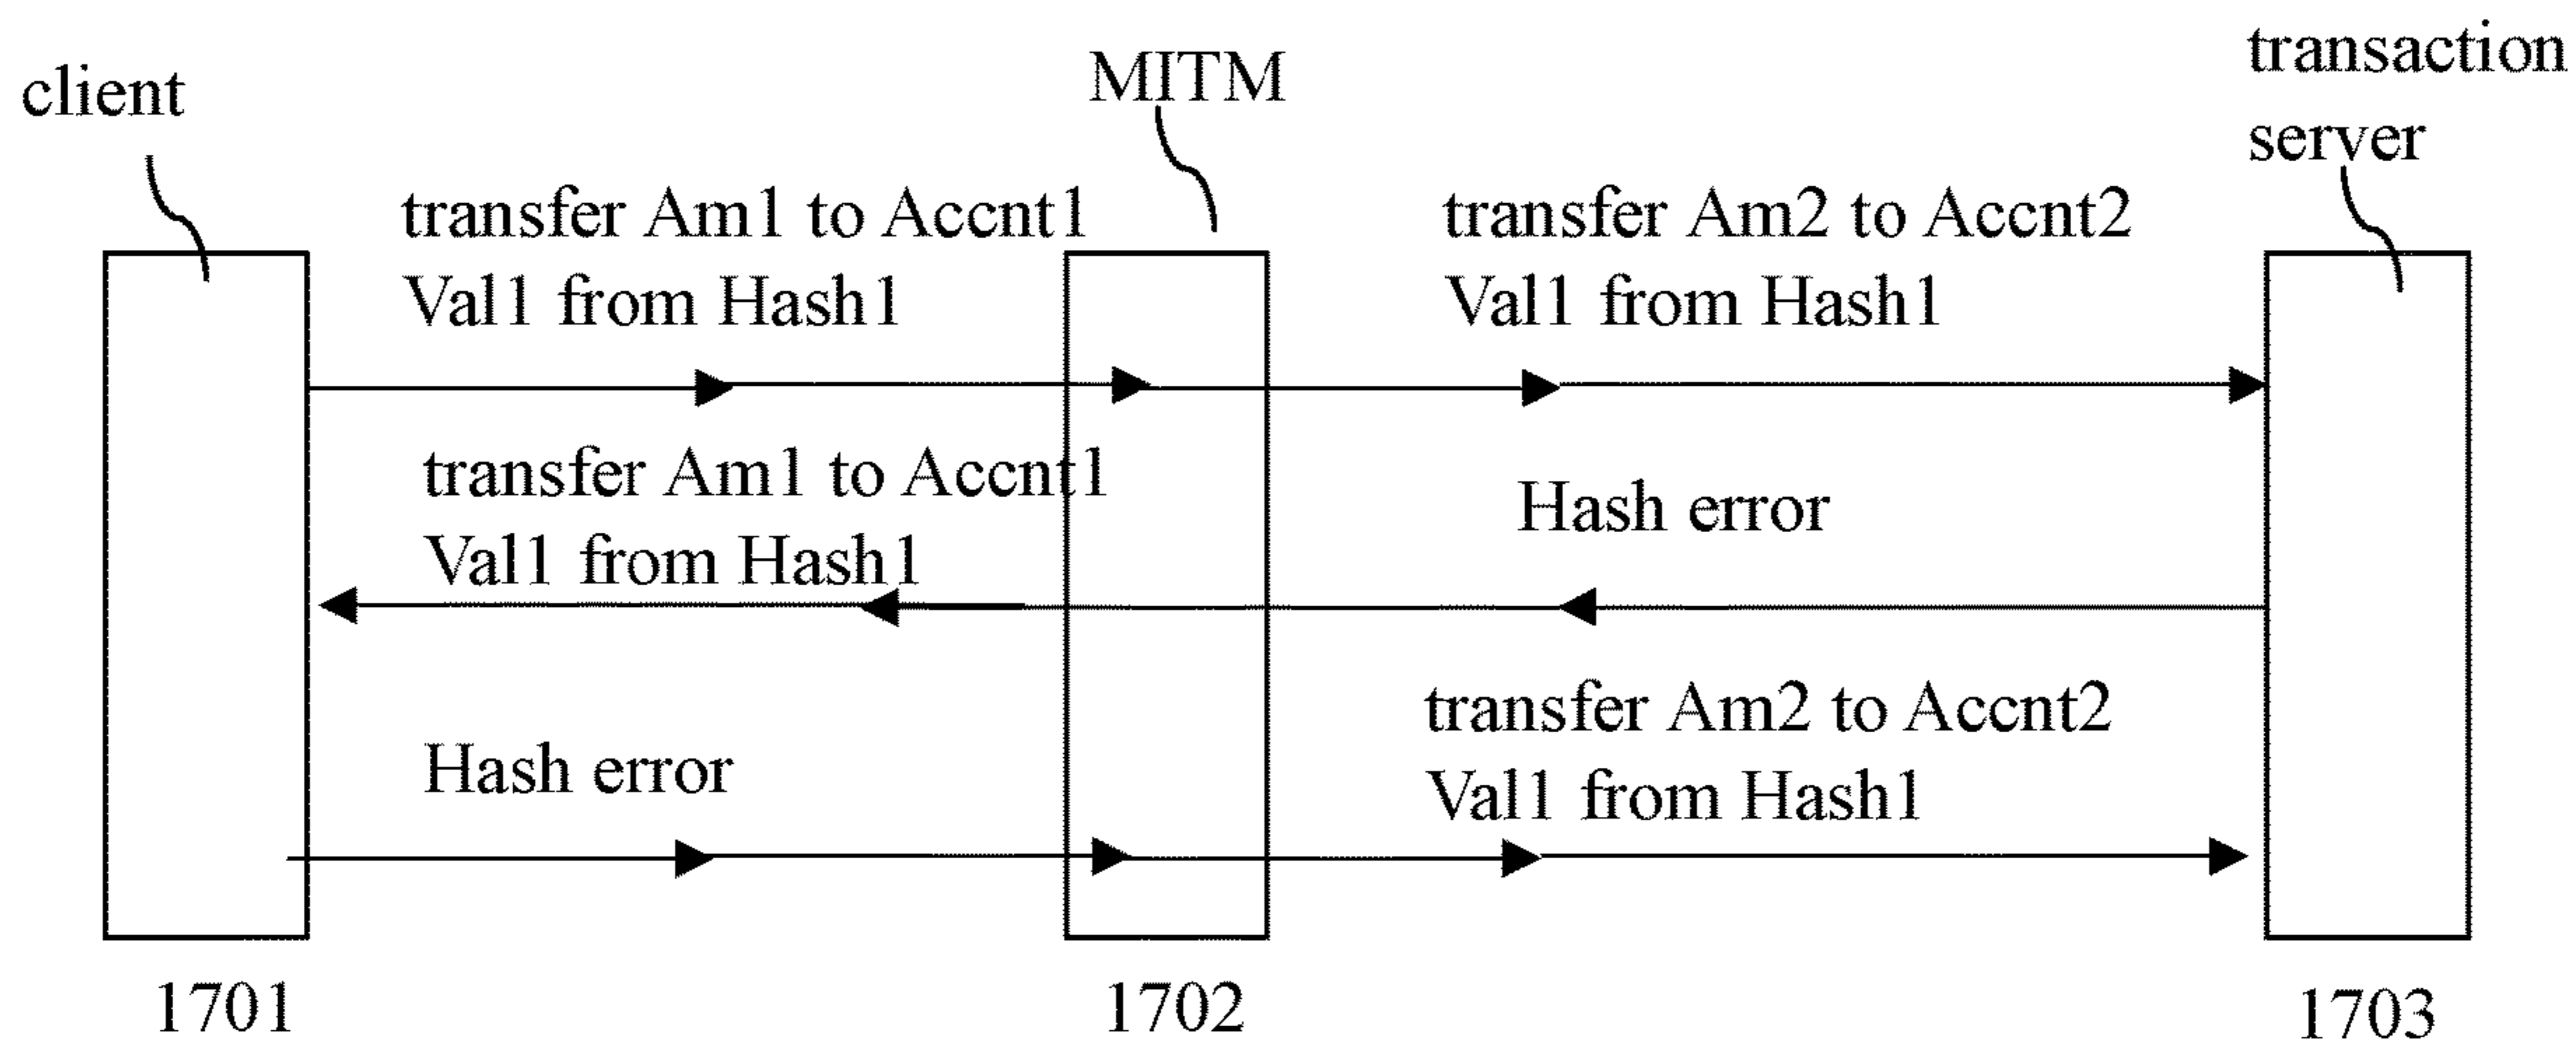 client
MITM
transaction
server
transfer Am1 to Accnt1
Val1 from Hash1
transfer Am2 to Accnt2
Val1 from Hash1
transfer Am1 to Accnt1
Val1 from Hash1
Hash error
Hash error
transfer Am2 to Accnt2
Val1 from Hash1
1701
1702
1703